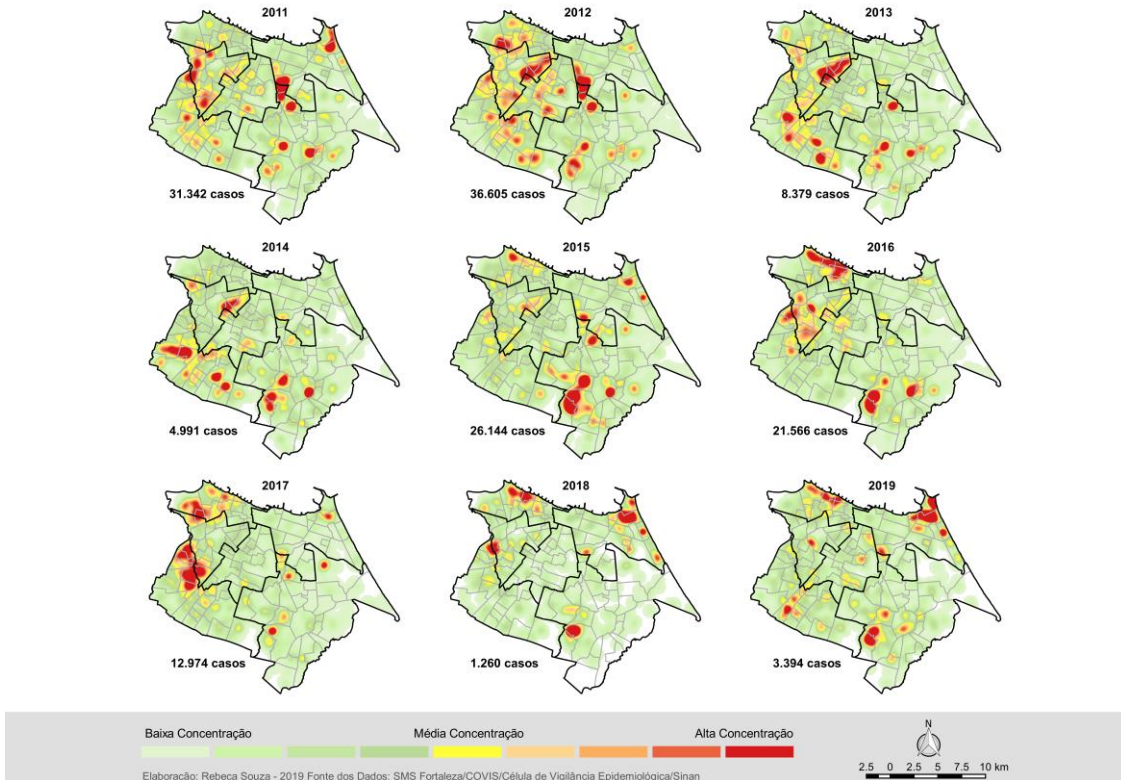 2011
2012
2013
31.342 casos
36.605 casos
8.379 casos
2014
2015
2016
4.991 casos
26.144 casos
21.566 casos
2017
2018
2019
12.974 casos
1.260 casos
3.394 casos
Baixa Concentração
Média Concentração
Alta Concentração
N
Elaboração: Rebeca Souza - 2019 Fonte dos Dados: SMS Fortaleza/COVIS/Célula de Vigilância Epidemiológica/Sinan
2.5 0 2.5 5 7.5 10 km